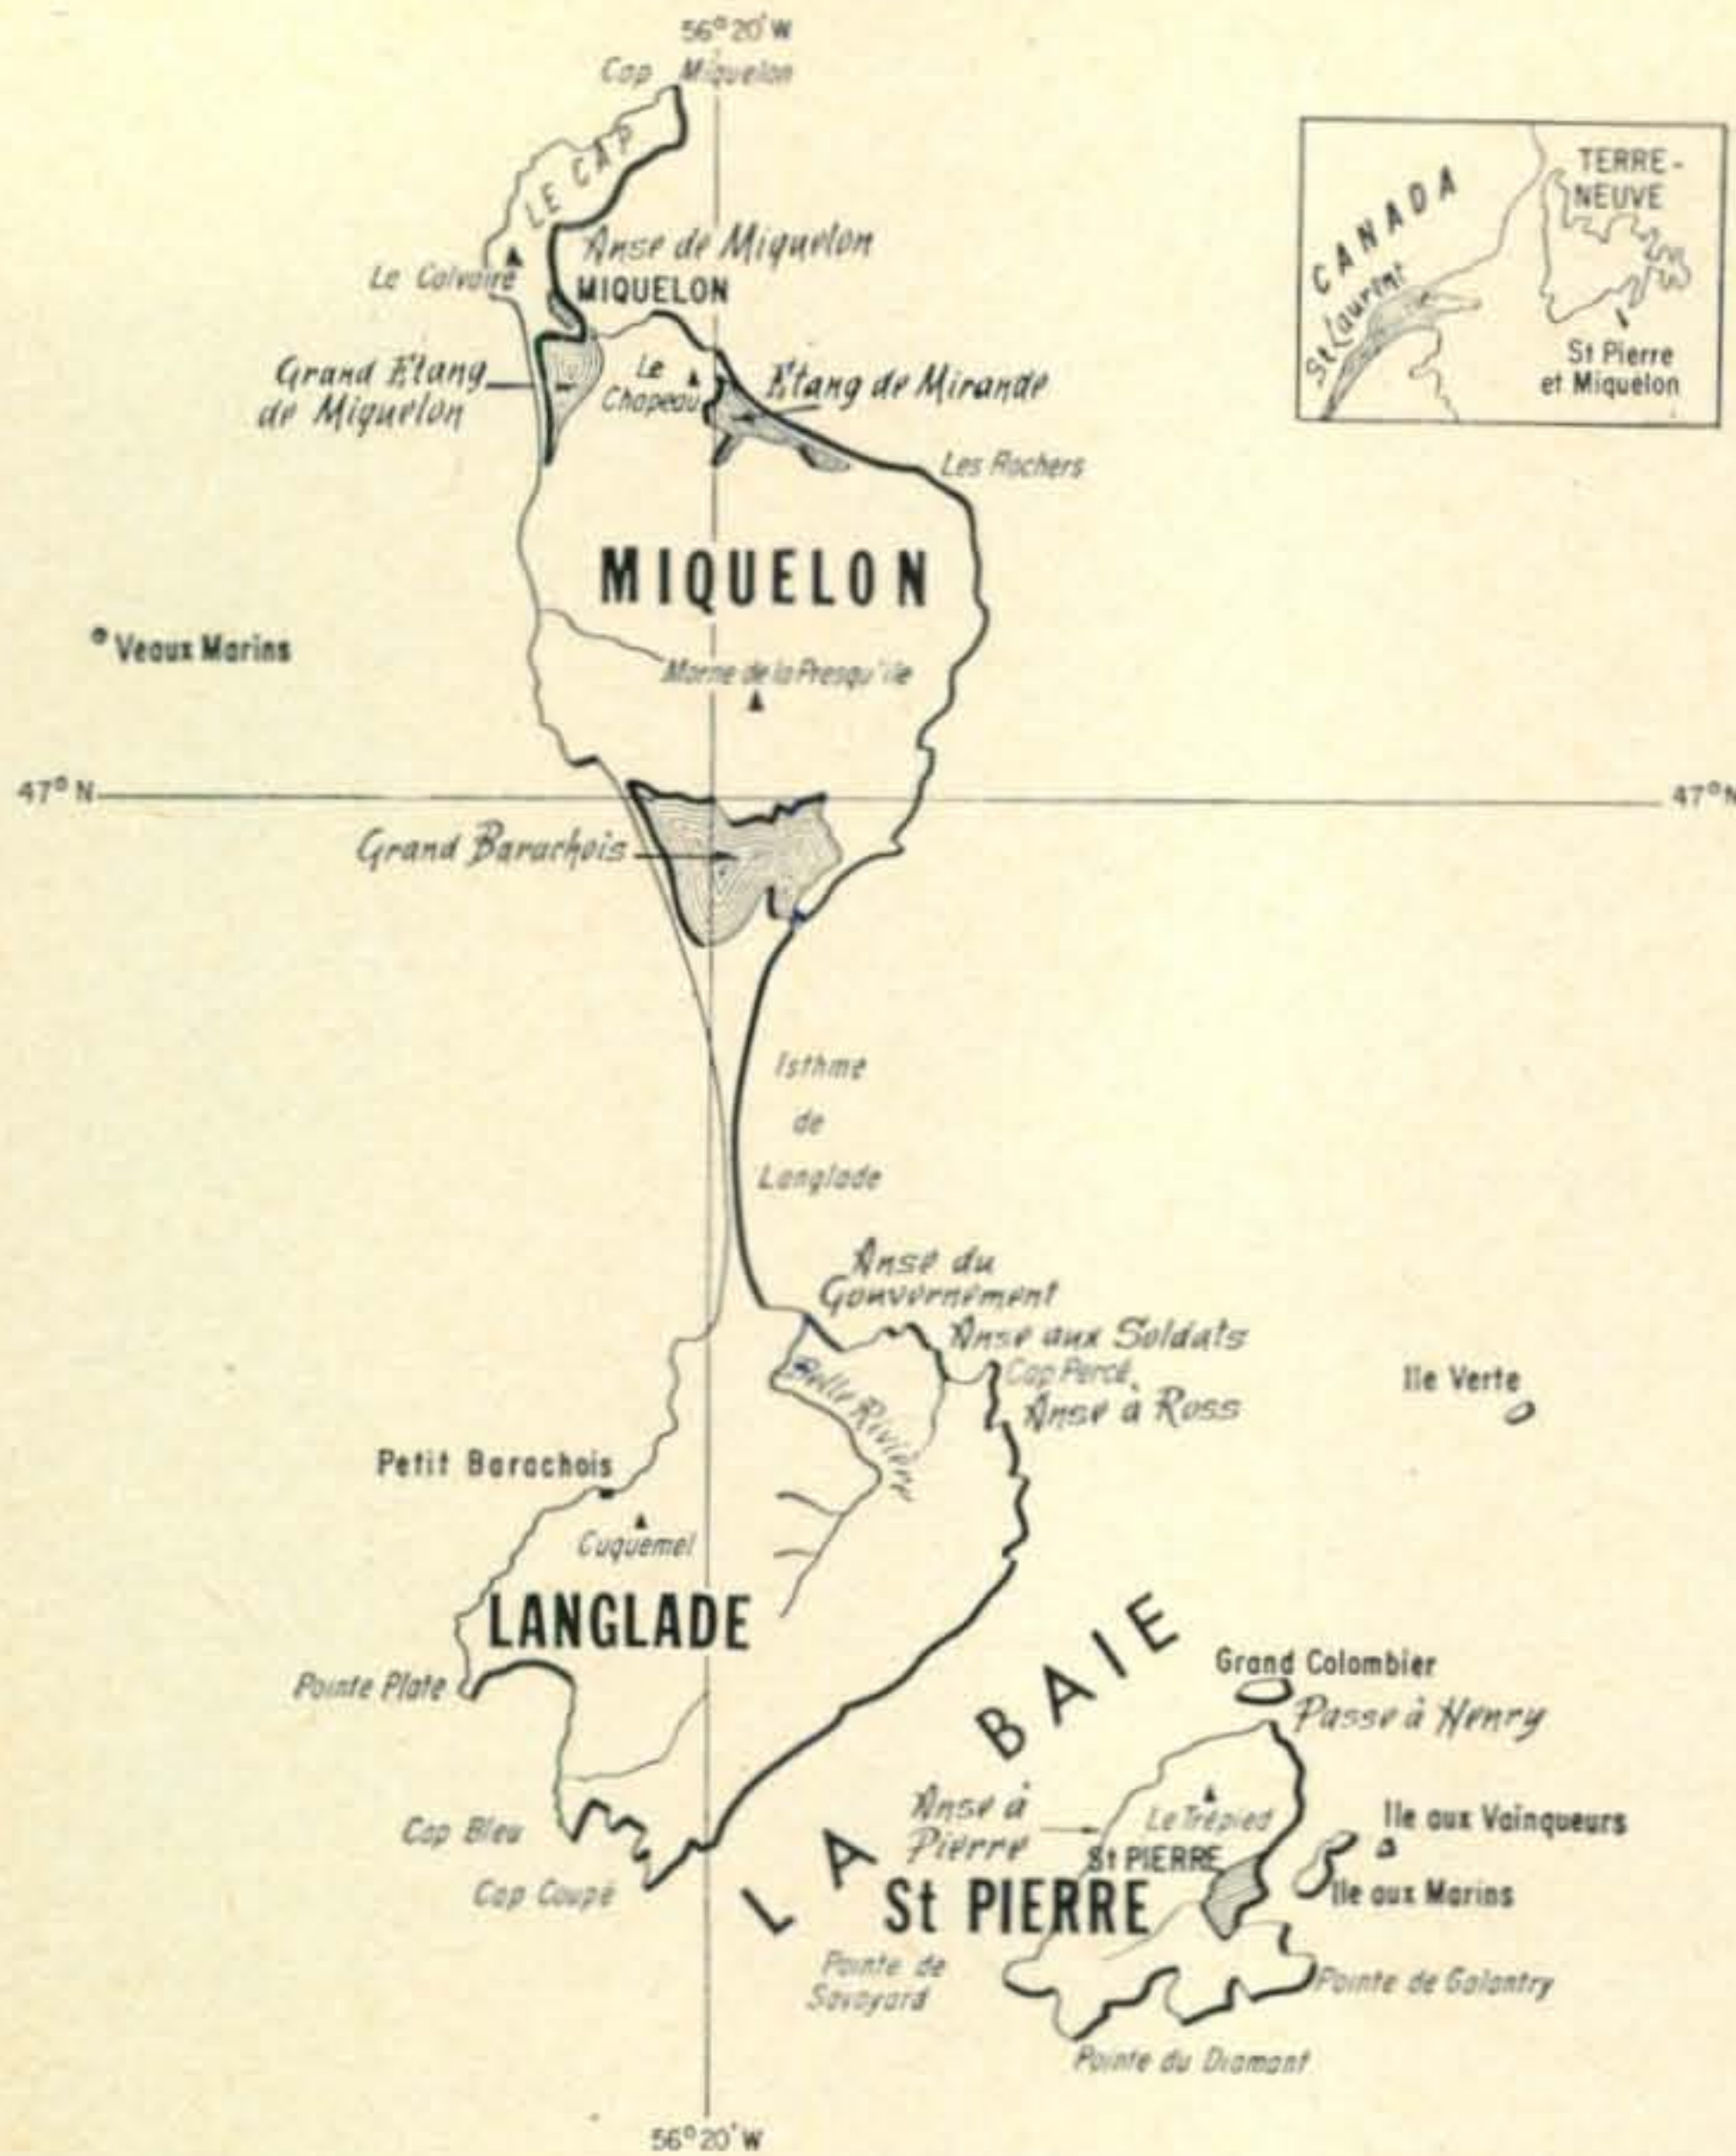 56°20'W
Cap Miquelon
LE CAP
Anse de Miquelon
Le Calvaire
MIQUELON
Grand Etang
de Miquelon
Le
Chapeau
Etang de Mirande
Les Rochers
MIQUELON
Veaux Marins
Morne de la Presqu'ile
47° N
47° N
Grand Barachois
Isthme
de
Langlade
Anse du
Gouvernement
Anse aux Soldats
Cap Percé
Anse à Ross
Belle Rivière
Ile Verte
Petit Barachois
Cuquemel
LANGLADE
Pointe Plate
LA BAIE
Grand Colombier
Passe à Henry
Anse à
Pierre
Le Trépied
Ile aux Vainqueurs
Cap Bleu
St PIERRE
Cap Coupé
St PIERRE
Ile aux Marins
Pointe de
Savoyard
Pointe de Galantry
Pointe du Diamant
56°20'W
CANADA
St Laurent
TERRE-
NEUVE
St Pierre
et Miquelon